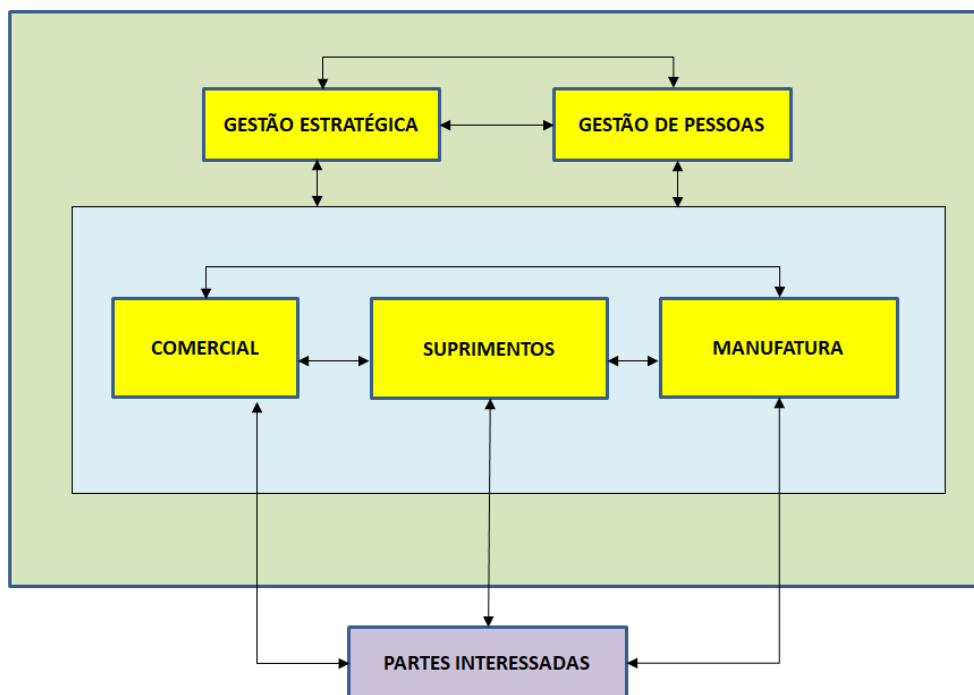 GESTÃO ESTRATÉGICA
GESTÃO DE PESSOAS
COMERCIAL
SUPRIMENTOS
MANUFATURA
PARTES INTERESSADAS